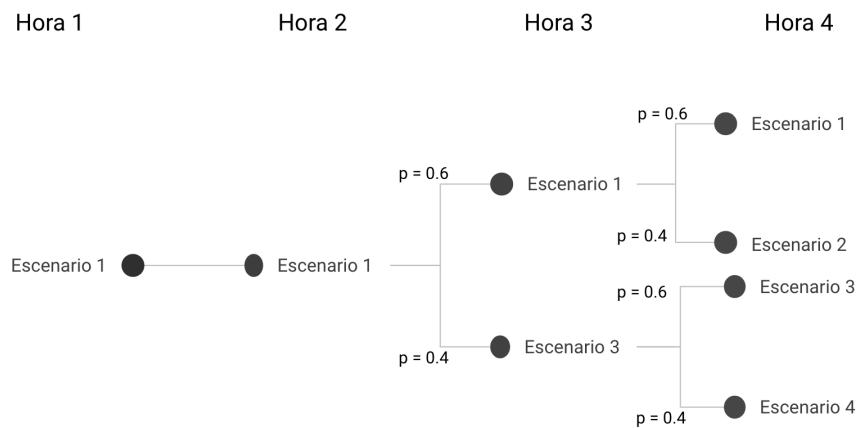 Hora 1
Hora 2
Hora 3
Hora 4
p = 0.6
Escenario 1
p = 0.6
Escenario 1
p = 0.4
Escenario 2
Escenario 1
Escenario 1
p = 0.6
Escenario 3
p = 0.4
Escenario 3
p = 0.4
Escenario 4